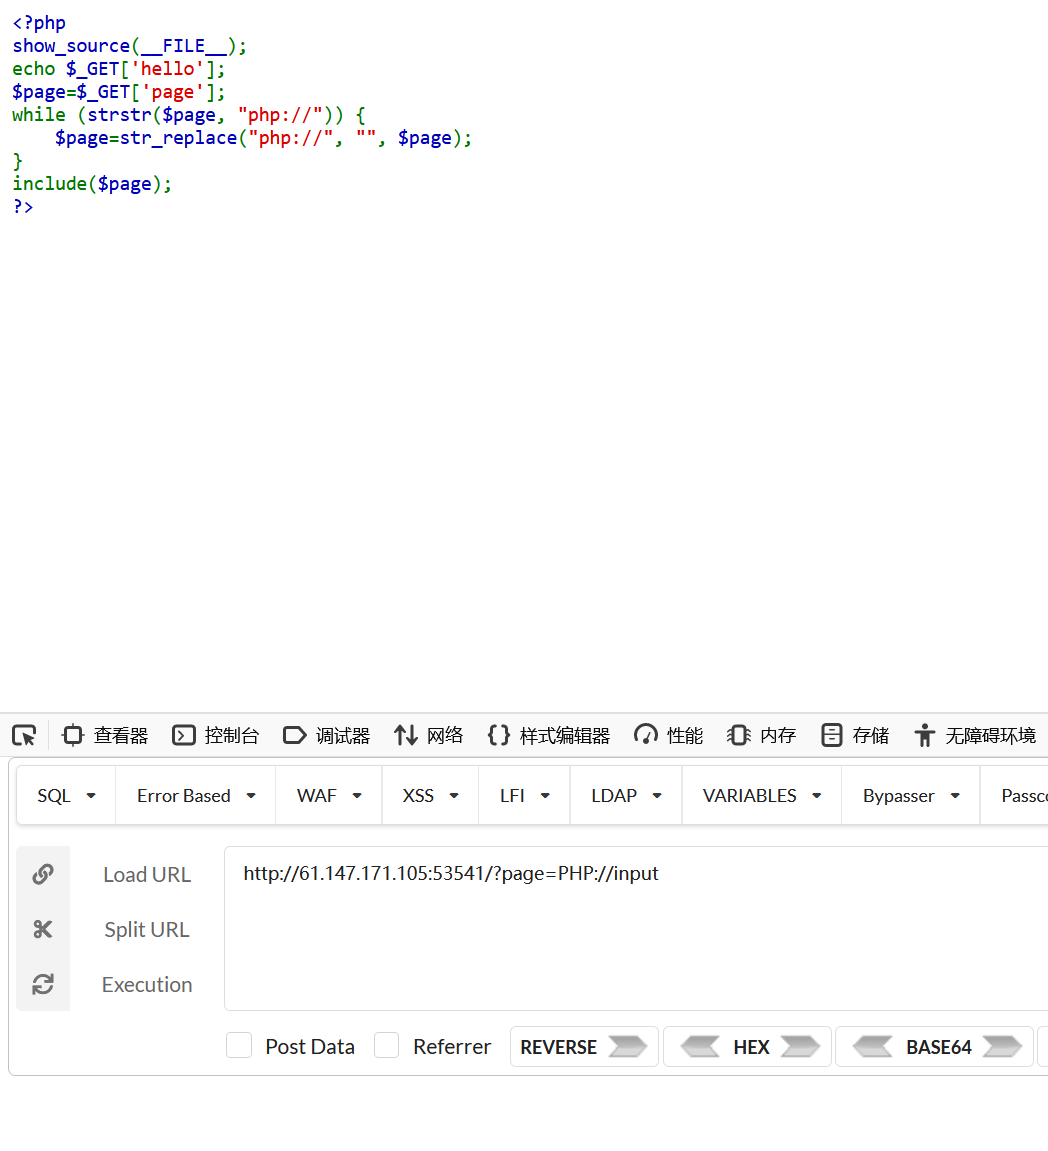 <?php
show_source(__FILE__);
echo $_GET['hello'];
$page=$_GET['page'];
while (strstr($page, "php://")) {
    $page=str_replace("php://", "", $page);
}
include($page);
?>
查看器 控制台 调试器 网络 样式编辑器 性能 内存 存储 无障碍环境
SQL Error Based WAF XSS LFI LDAP VARIABLES Bypasser
Load URL http://61.147.171.105:53541/?page=PHP://input
Split URL
Execution
Post Data Referrer REVERSE HEX BASE64